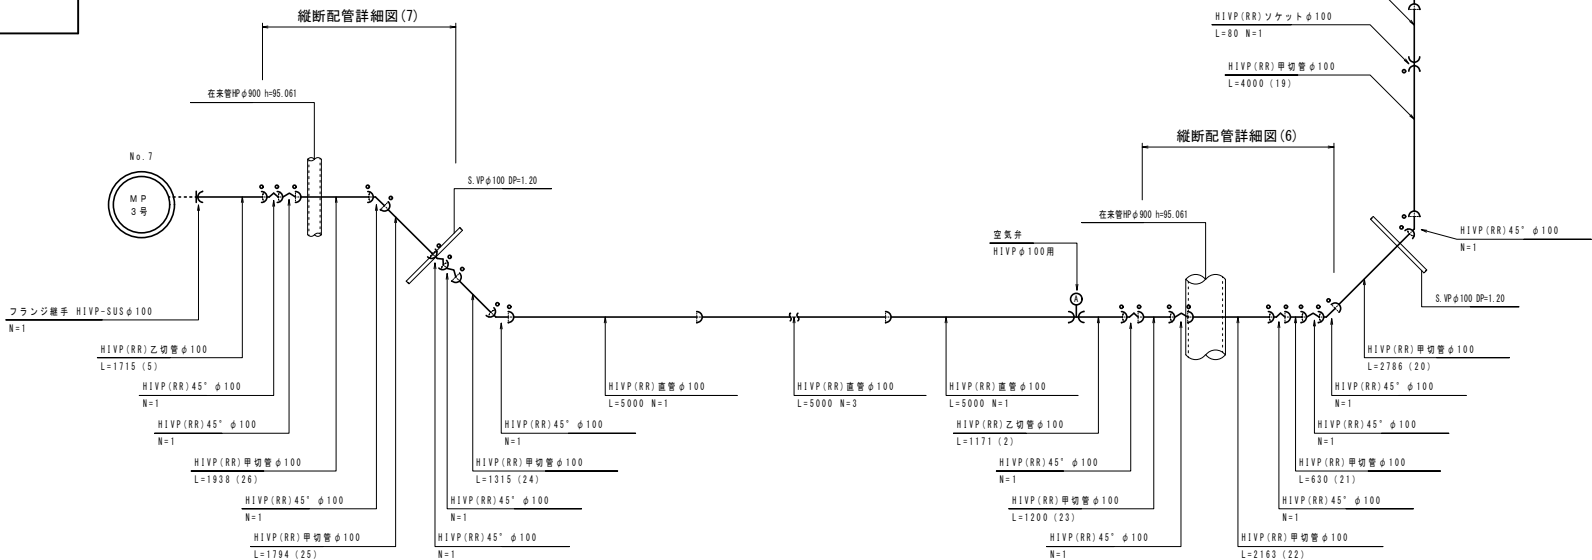 縦断配管詳細図(7)
在来管HPφ900 h=95.061
No.7
MP
3号
S.VPφ100 DP=1.20
フランジ継手 HIVP-SUSφ100
N=1
HIVP(RR)乙切管φ100
L=1715 (5)
HIVP(RR)45° φ100
N=1
HIVP(RR)45° φ100
N=1
HIVP(RR)甲切管φ100
L=1938 (26)
HIVP(RR)45° φ100
N=1
HIVP(RR)甲切管φ100
L=1794 (25)
HIVP(RR)45° φ100
N=1
HIVP(RR)45° φ100
N=1
HIVP(RR)甲切管φ100
L=1315 (24)
HIVP(RR)45° φ100
N=1
HIVP(RR)直管φ100
L=5000 N=1
HIVP(RR)直管φ100
L=5000 N=3
HIVP(RR)直管φ100
L=5000 N=1
空気弁
HIVPφ100用
A
HIVP(RR)乙切管φ100
L=1171 (2)
HIVP(RR)45° φ100
N=1
HIVP(RR)甲切管φ100
L=1200 (23)
HIVP(RR)45° φ100
N=1
縦断配管詳細図(6)
在来管HPφ900 h=95.061
HIVP(RR)甲切管φ100
L=2163 (22)
HIVP(RR)45° φ100
N=1
HIVP(RR)甲切管φ100
L=630 (21)
HIVP(RR)45° φ100
N=1
HIVP(RR)45° φ100
N=1
HIVP(RR)甲切管φ100
L=2786 (20)
S.VPφ100 DP=1.20
HIVP(RR)45° φ100
N=1
HIVP(RR)甲切管φ100
L=4000 (19)
HIVP(RR)ソケットφ100
L=80 N=1